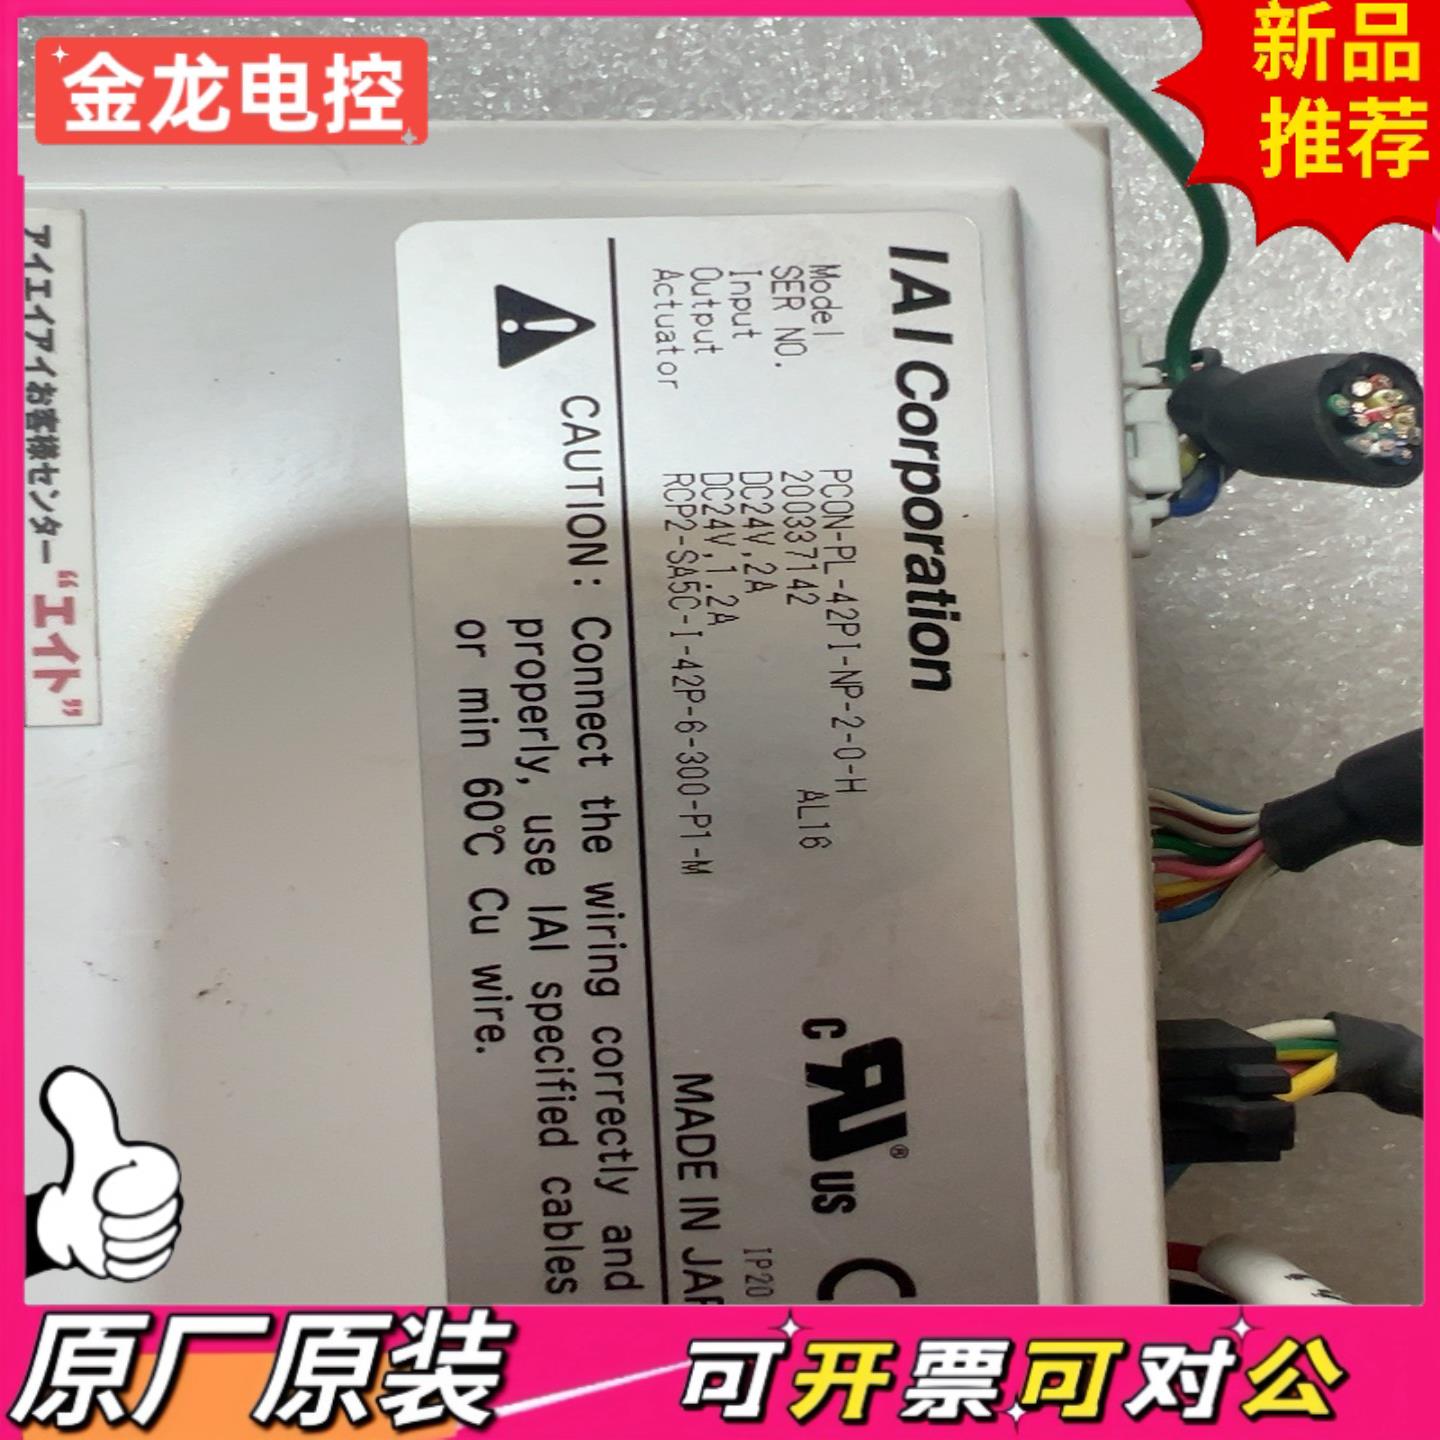 金龙电控
新品
推荐
アイエイアイお客様センター “エイト”
IAI Corporation
Model PCON-PL-42PI-NP-2-0-H
SER NO. 200337142 AL16
Input DC24V,2A
Output DC24V,1.2A
Actuator RCP2-SA5C-I-42P-6-300-P1-M
C UL US ®
IP20
MADE IN JAP
CAUTION: Connect the wiring correctly and
properly, use IAI specified cables
or min 60℃ Cu wire.
原厂原装
可开票可对公